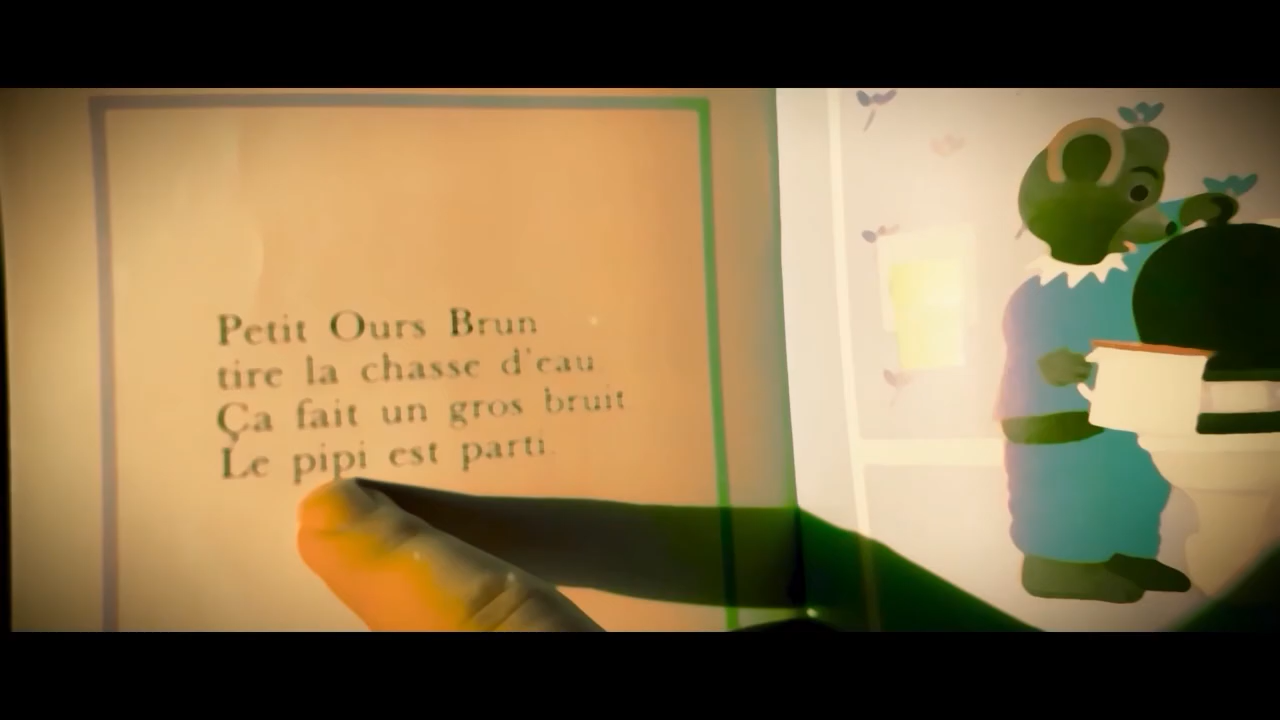 Petit Ours Brun
tire la chasse d'eau.
Ça fait un gros bruit
Le pipi est parti.